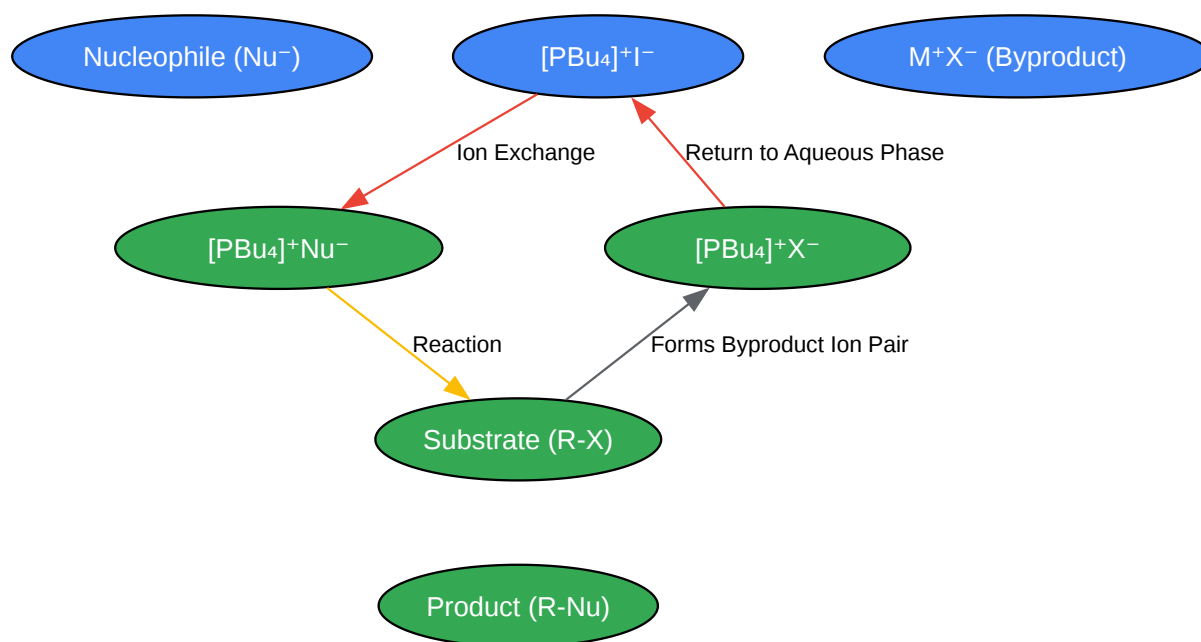 Nucleophile (Nu⁻)
[PBu₄]⁺I⁻
M⁺X⁻ (Byproduct)
Ion Exchange
Return to Aqueous Phase
[PBu₄]⁺Nu⁻
[PBu₄]⁺X⁻
Reaction
Forms Byproduct Ion Pair
Substrate (R-X)
Product (R-Nu)